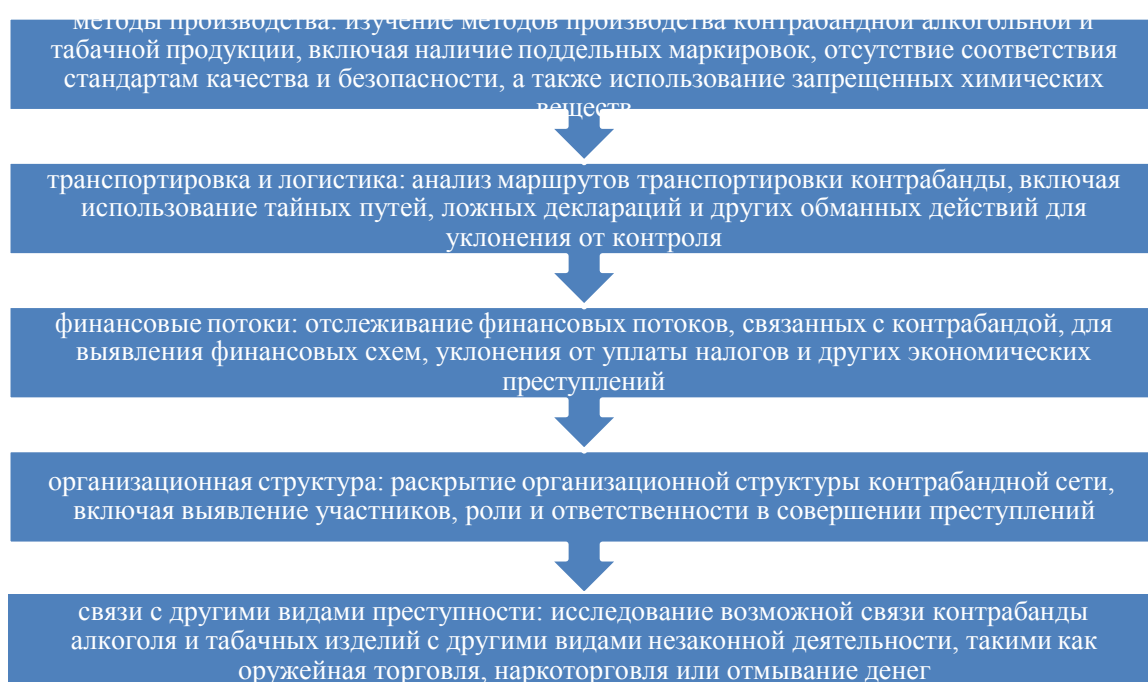 методы производства: изучение методов производства контрабандной алкогольной и
табачной продукции, включая наличие поддельных маркировок, отсутствие соответствия
стандартам качества и безопасности, а также использование запрещенных химических
веществ
транспортировка и логистика: анализ маршрутов транспортировки контрабанды, включая
использование тайных путей, ложных деклараций и других обманных действий для
уклонения от контроля
финансовые потоки: отслеживание финансовых потоков, связанных с контрабандой, для
выявления финансовых схем, уклонения от уплаты налогов и других экономических
преступлений
организационная структура: раскрытие организационной структуры контрабандной сети,
включая выявление участников, роли и ответственности в совершении преступлений
связи с другими видами преступности: исследование возможной связи контрабанды
алкоголя и табачных изделий с другими видами незаконной деятельности, такими как
оружейная торговля, наркоторговля или отмывание денег